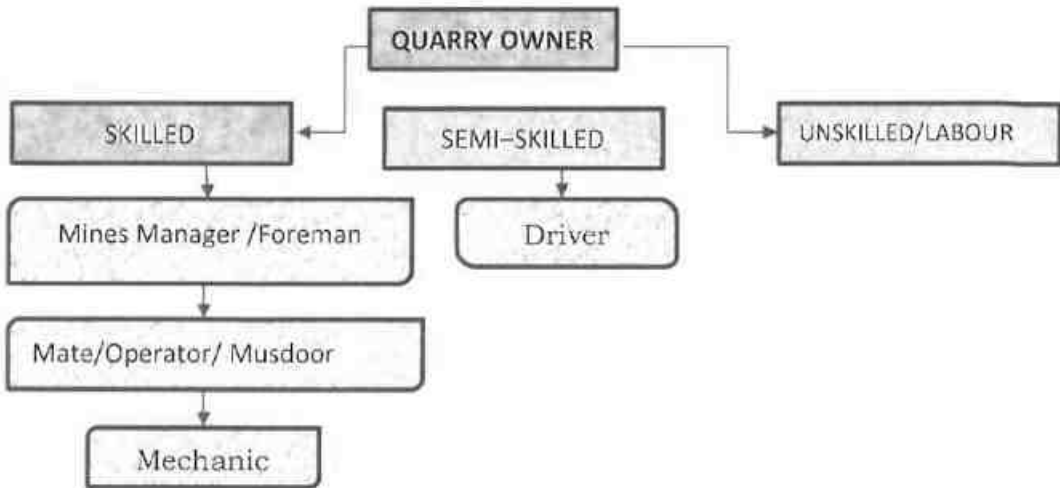 QUARRY OWNER
SKILLED
SEMI–SKILLED
UNSKILLED/LABOUR
Mines Manager /Foreman
Driver
Mate/Operator/ Musdoor
Mechanic